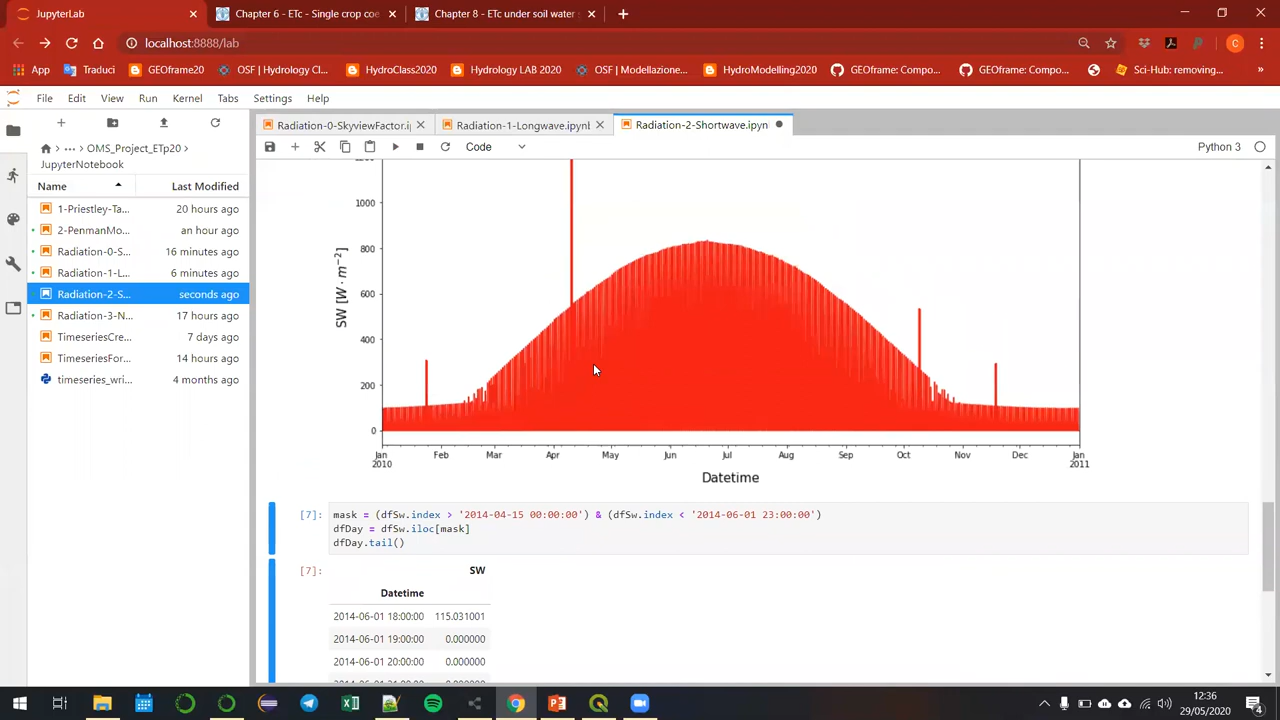 JupyterLab
Chapter 6 - ETc - Single crop coe
Chapter 8 - ETc under soil water
localhost:8888/lab
App
Traduci
GEOframe20
OSF | Hydrology Cl...
HydroClass2020
Hydrology LAB 2020
OSF | Modellazione...
HydroModelling2020
GEOframe: Compo...
GEOframe: Compo...
Sci-Hub: removing...
File Edit View Run Kernel Tabs Settings Help
Radiation-0-SkyviewFactor.i
Radiation-1-Longwave.ipynb
Radiation-2-Shortwave.ipynb
Code
Python 3
... OMS_Project_ETp20
JupyterNotebook
Name Last Modified
1-Priestley-Ta... 20 hours ago
2-PenmanMo... an hour ago
Radiation-0-S... 16 minutes ago
Radiation-1-L... 6 minutes ago
Radiation-2-S... seconds ago
Radiation-3-N... 17 hours ago
TimeseriesCre... 7 days ago
TimeseriesFor... 14 hours ago
timeseries_wri... 4 months ago
1200
1000
800
600
400
200
0
SW [W · m⁻²]
Jan Feb Mar Apr May Jun Jul Aug Sep Oct Nov Dec Jan
2010 2011
Datetime
[7]: mask = (dfSw.index > '2014-04-15 00:00:00') & (dfSw.index < '2014-06-01 23:00:00')
dfDay = dfSw.iloc[mask]
dfDay.tail()
[7]: SW
Datetime
2014-06-01 18:00:00 115.031001
2014-06-01 19:00:00 0.000000
2014-06-01 20:00:00 0.000000
12:36
29/05/2020